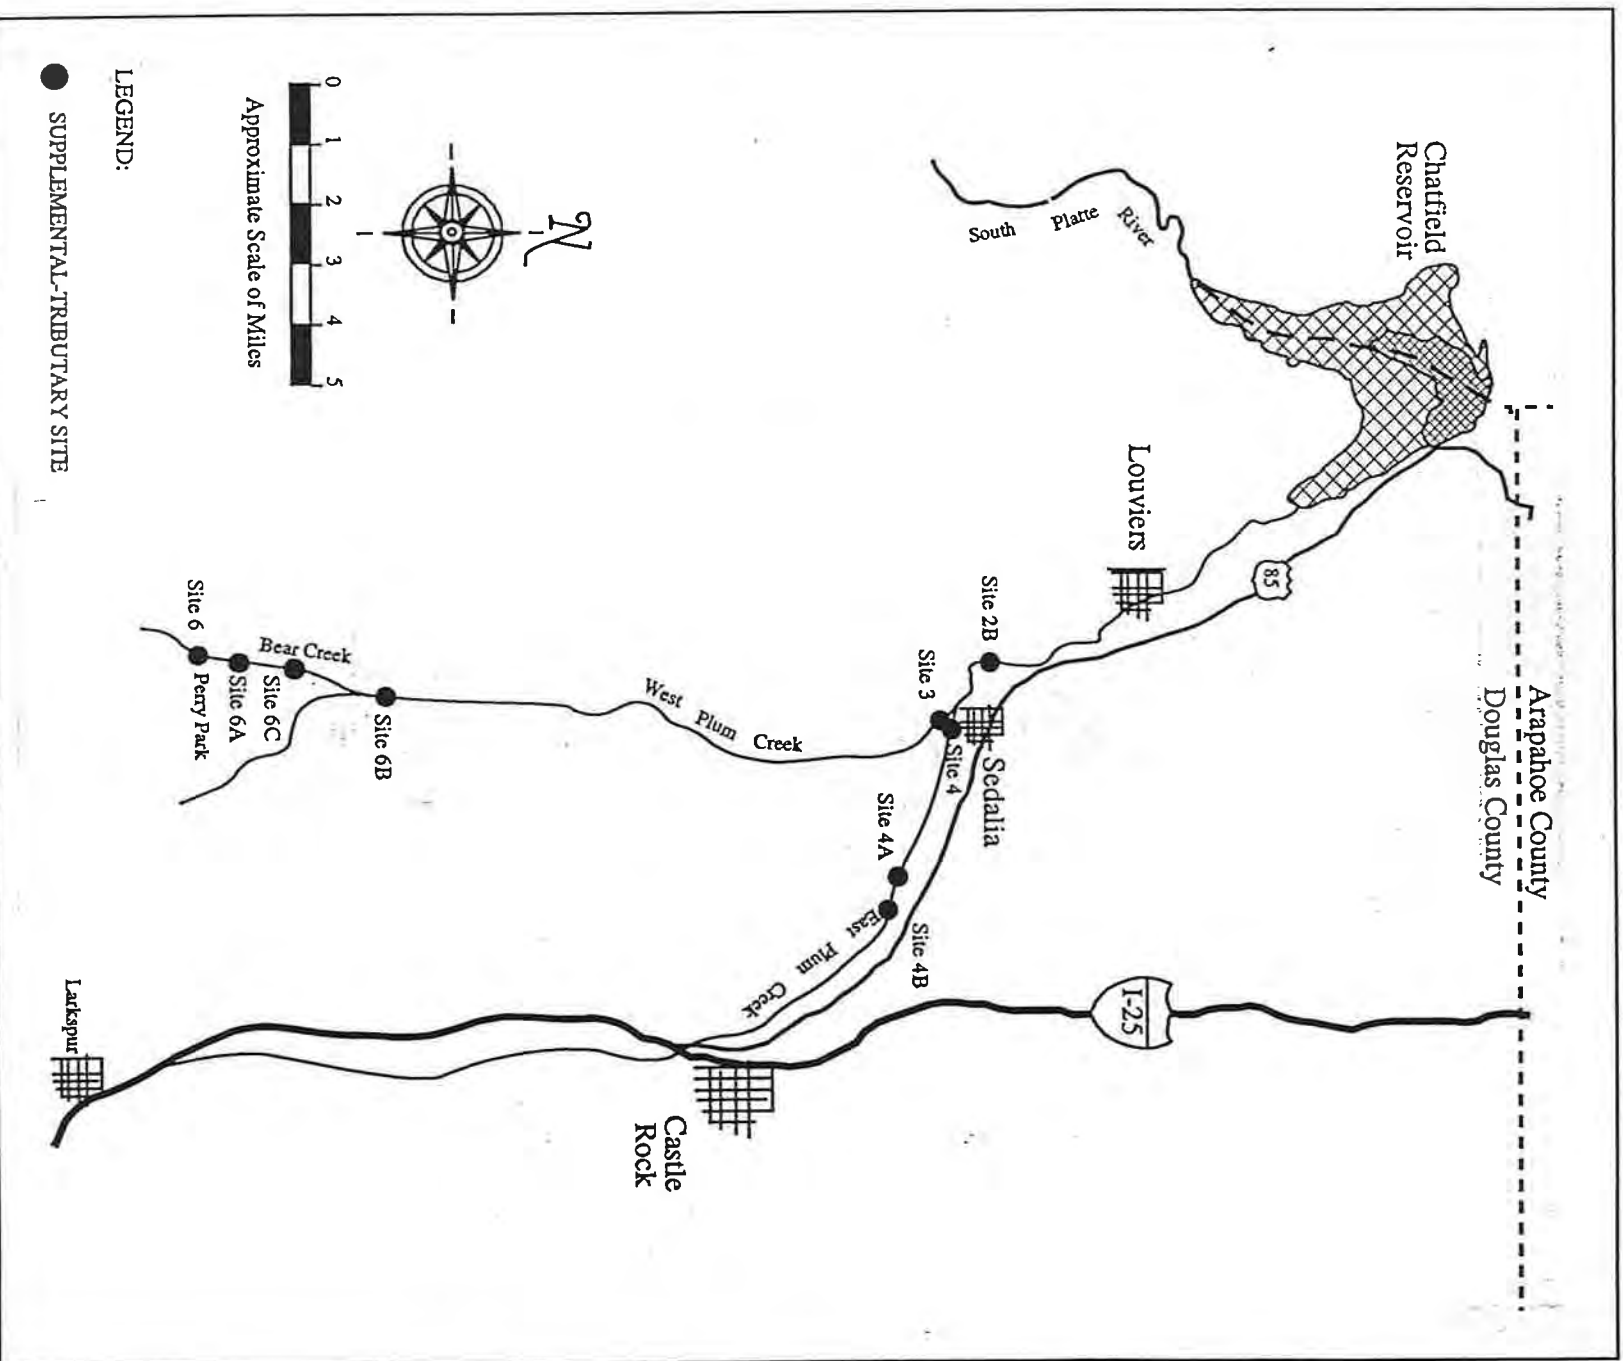 Arapahoe County
Douglas County
Chatfield
Reservoir
South Platte River
85
I-25
Louviers
Site 2B
Sedalia
Site 3
Site 4
Site 4A
Site 4B
East Plum Creek
West Plum Creek
Castle
Rock
Site 6B
Bear Creek
Site 6C
Site 6A
Site 6
Perry Park
Larkspur
N
0 1 2 3 4 5
Approximate Scale of Miles
LEGEND:
SUPPLEMENTAL-TRIBUTARY SITE